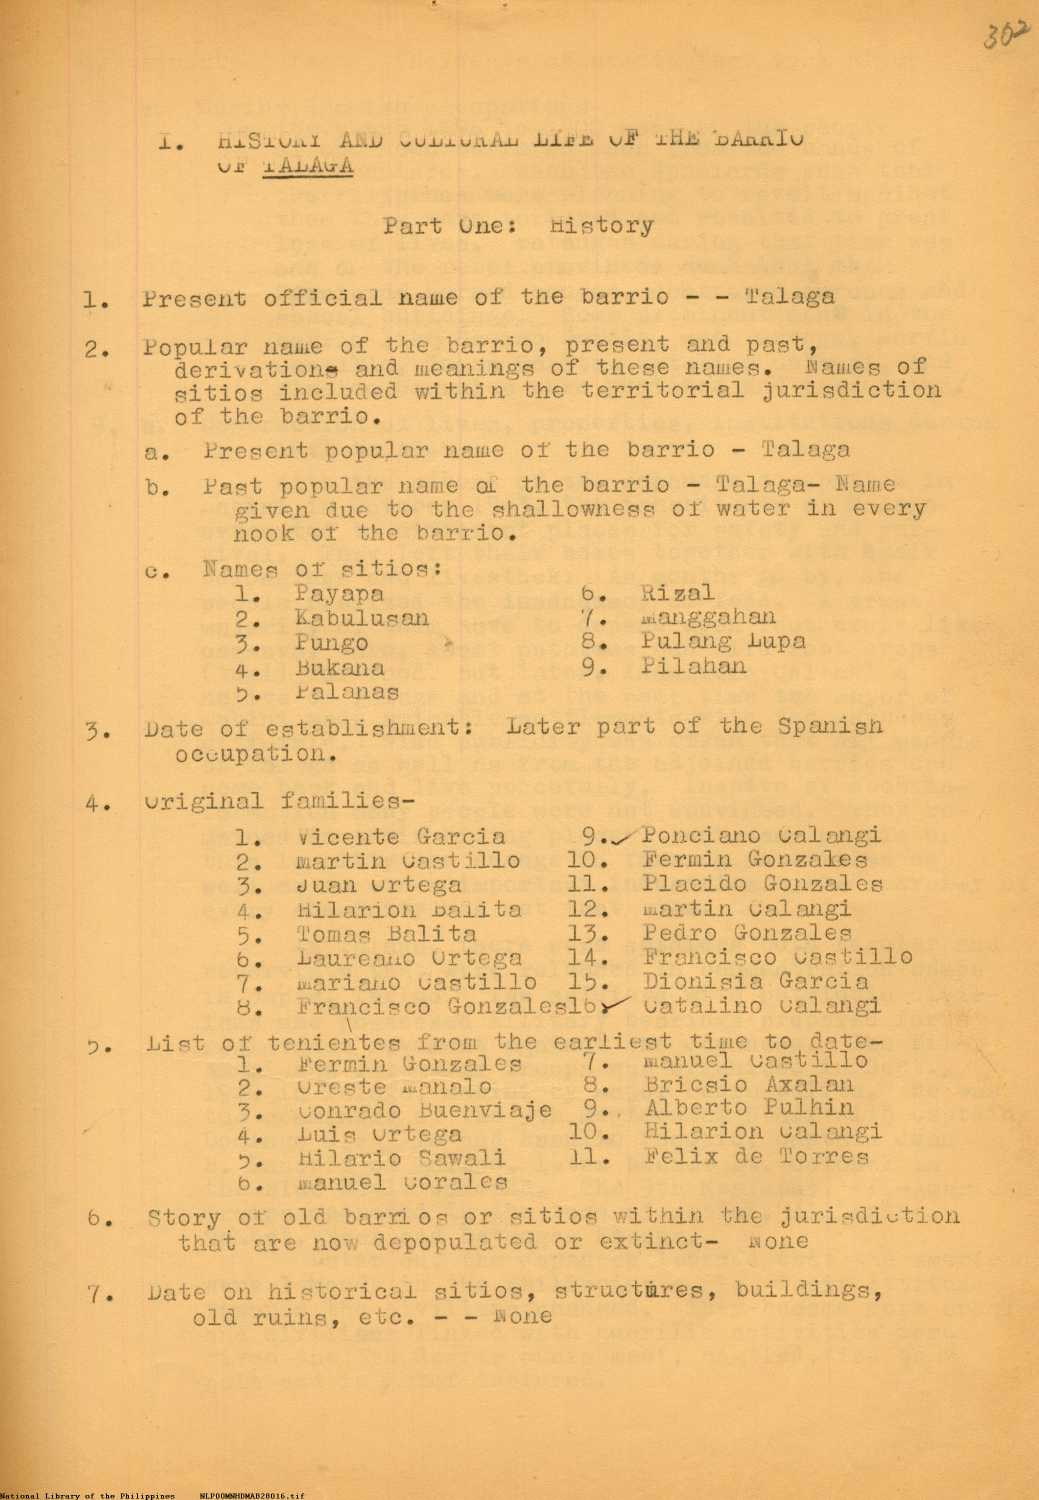 302
I. HISTORY AND CULTURAL LIFE OF THE BARRIO
OF TALAGA
Part One: History
1. Present official name of the barrio - - Talaga
2. Popular name of the barrio, present and past,
derivations and meanings of these names. Names of
sitios included within the territorial jurisdiction
of the barrio.
a. Present popular name of the barrio - Talaga
b. Past popular name of the barrio - Talaga- Name
given due to the shallowness of water in every
nook of the barrio.
c. Names of sitios:
1. Payapa 6. Rizal
2. Kabulusan 7. Manggahan
3. Pungo 8. Pulang Lupa
4. Bukana 9. Pilahan
5. Palanas
3. Date of establishment: Later part of the Spanish
occupation.
4. Original families-
1. Vicente Garcia 9. Ponciano Calangi
2. Martin Castillo 10. Fermin Gonzales
3. Juan Ortega 11. Placido Gonzales
4. Hilarion Balita 12. Martin Calangi
5. Tomas Balita 13. Pedro Gonzales
6. Laureano Ortega 14. Francisco Castillo
7. Mariano Castillo 15. Dionisia Garcia
8. Francisco Gonzales16 Catalino Calangi
5. List of tenientes from the earliest time to date-
1. Fermin Gonzales 7. Manuel Castillo
2. Oreste Manalo 8. Bricsio Axalan
3. Conrado Buenviaje 9. Alberto Pulhin
4. Luis Ortega 10. Hilarion Calangi
5. Hilario Sawali 11. Felix de Torres
6. Manuel Corales
6. Story of old barrios or sitios within the jurisdiction
that are now depopulated or extinct- None
7. Date on historical sitios, structures, buildings,
old ruins, etc. - - None
National Library of the Philippines NLPOOMNHDMAB28016.tif